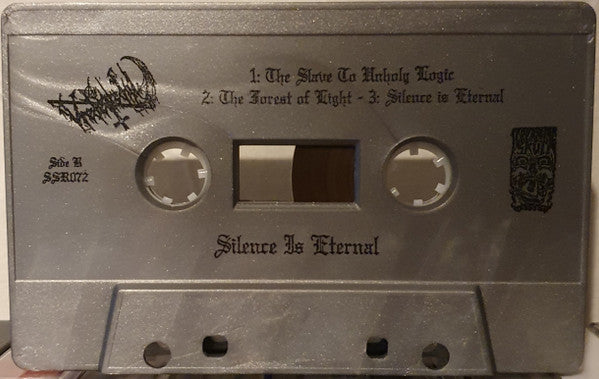 1: The Slave To Unholy Logic
2: The Forest of Light - 3: Silence is Eternal
Side B
SSR072
Silence Is Eternal